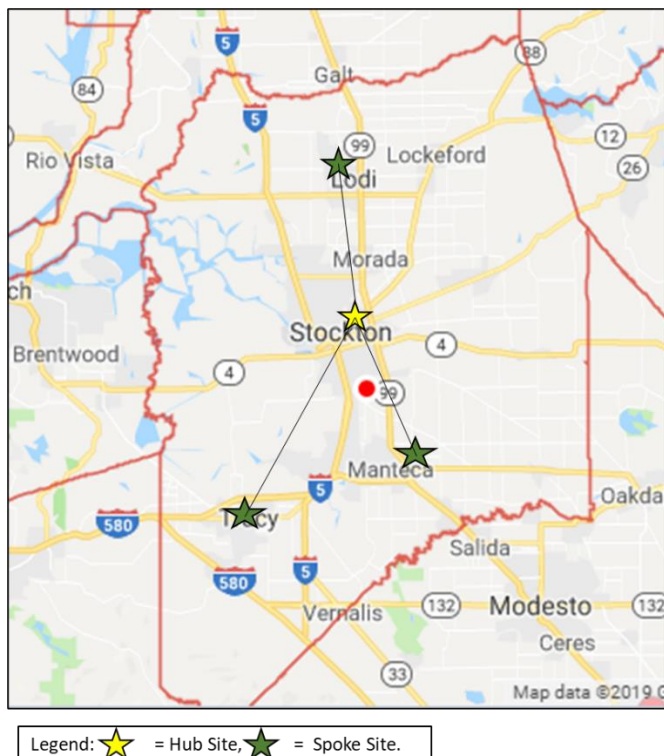 5
88
Galt
84
5
99
12
Lockeford
Rio Vista
26
Lodi
Morada
ch
Stockton
4
Brentwood
4
99
Manteca
5
Oakda
Tracy
580
Salida
5
580
Vernalis
132
Modesto
132
Ceres
33
Map data ©2019 G
Legend: = Hub Site, = Spoke Site.